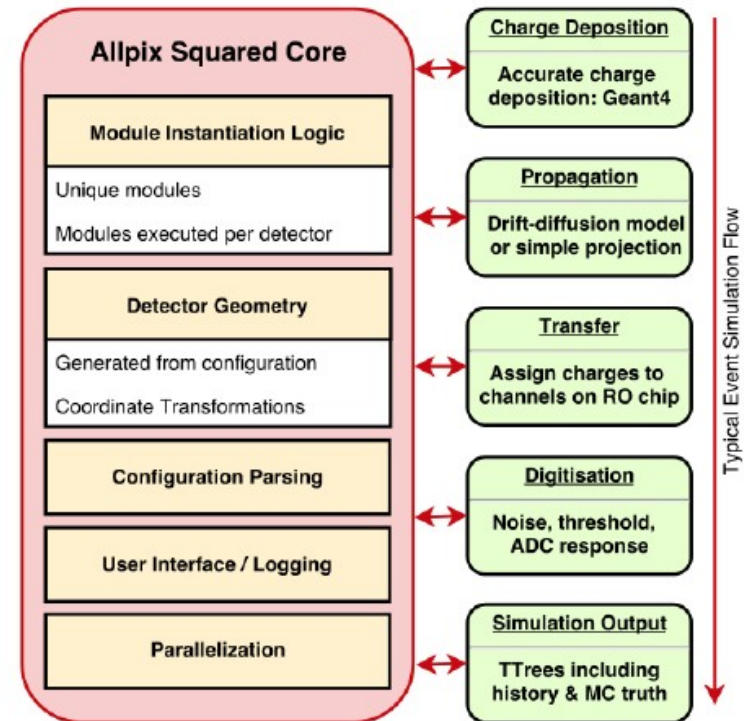 Allpix Squared Core
Module Instantiation Logic
Unique modules
Modules executed per detector
Detector Geometry
Generated from configuration
Coordinate Transformations
Configuration Parsing
User Interface / Logging
Parallelization
Charge Deposition
Accurate charge
deposition: Geant4
Propagation
Drift-diffusion model
or simple projection
Transfer
Assign charges to
channels on RO chip
Digitisation
Noise, threshold,
ADC response
Simulation Output
TTrees including
history & MC truth
Typical Event Simulation Flow